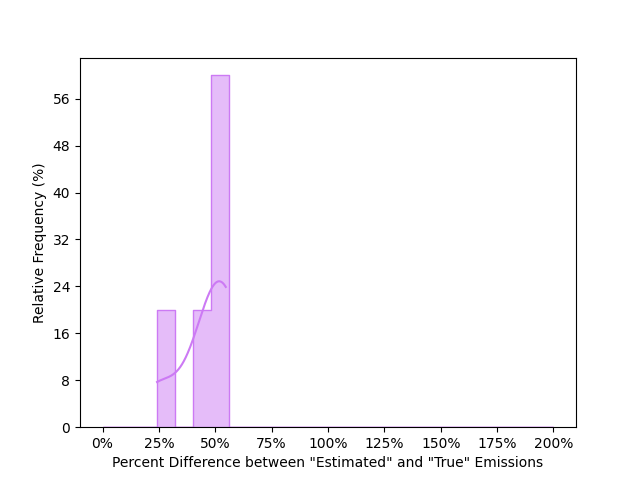 56
48
40
32
24
16
8
0
Relative Frequency (%)
0% 25% 50% 75% 100% 125% 150% 175% 200%
Percent Difference between "Estimated" and "True" Emissions